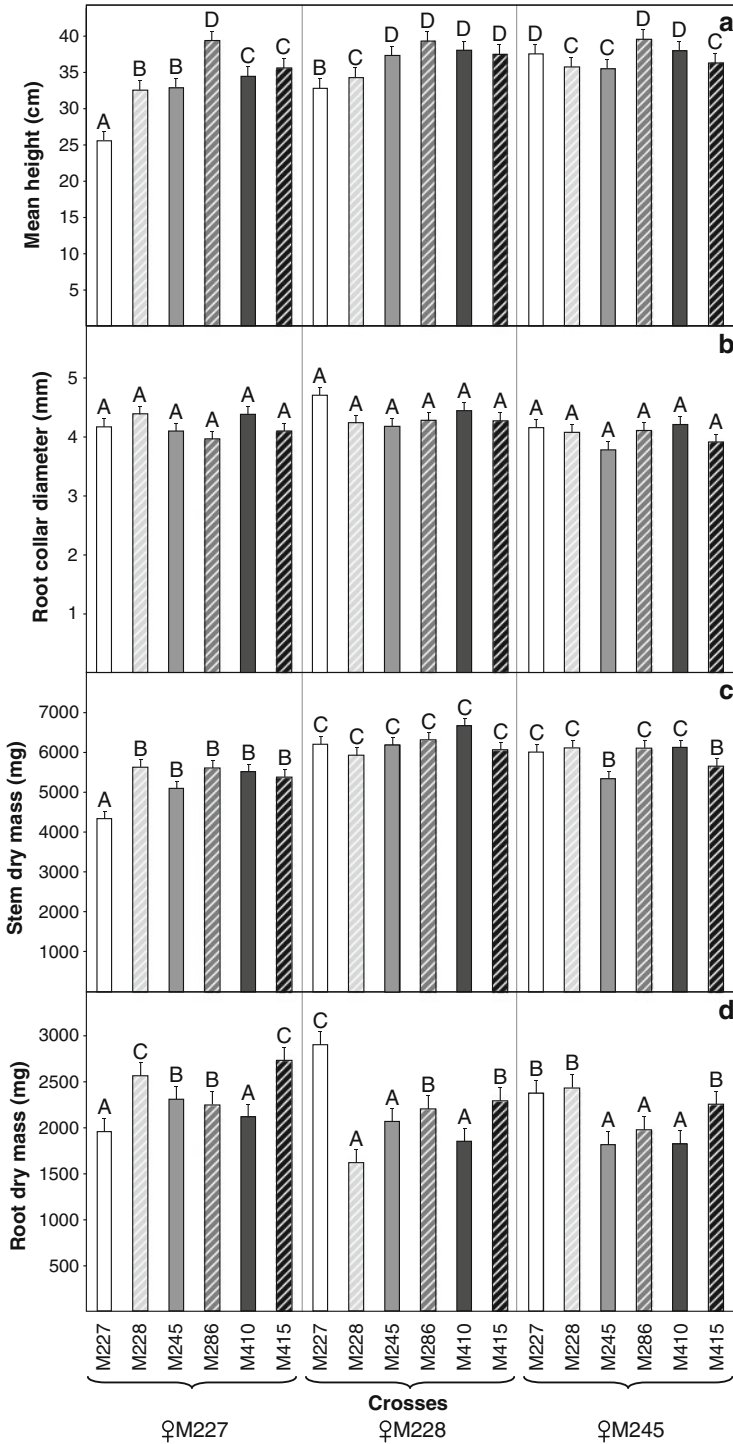 a
Mean height (cm)
40
35
30
25
20
15
10
5
A B B D C C
B C D D D D
D C C D D C
b
Root collar diameter (mm)
5
4
3
2
1
A A A A A A
A A A A A A
A A A A A A
c
Stem dry mass (mg)
7000
6000
5000
4000
3000
2000
1000
A B B B B B
C C C C C C
C C B C C B
d
Root dry mass (mg)
3000
2500
2000
1500
1000
500
A C B B A C
C A A B A B
B B A A A B
M227 M228 M245 M286 M410 M415
M227 M228 M245 M286 M410 M415
M227 M228 M245 M286 M410 M415
Crosses
♀M227 ♀M228 ♀M245